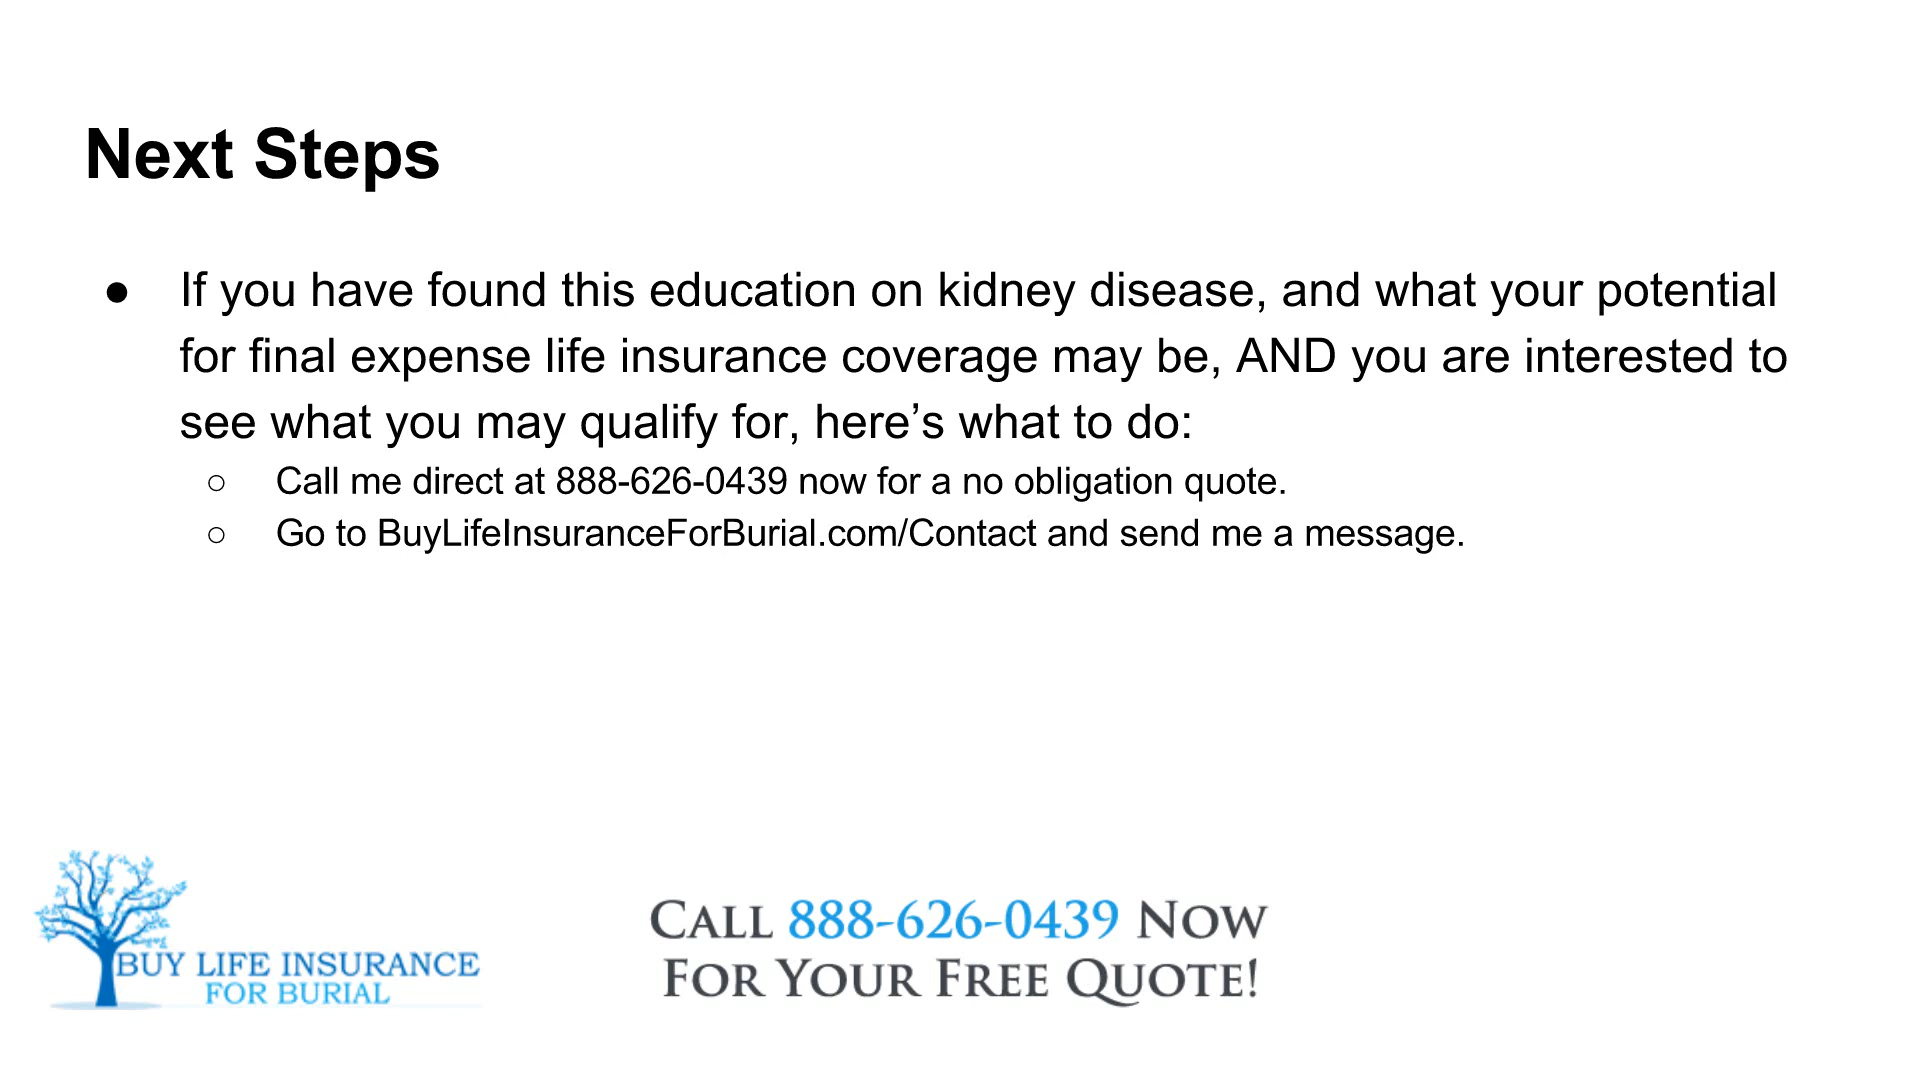 Next Steps
● If you have found this education on kidney disease, and what your potential
for final expense life insurance coverage may be, AND you are interested to
see what you may qualify for, here’s what to do:
○ Call me direct at 888-626-0439 now for a no obligation quote.
○ Go to BuyLifeInsuranceForBurial.com/Contact and send me a message.
BUY LIFE INSURANCE
FOR BURIAL
CALL 888-626-0439 NOW
FOR YOUR FREE QUOTE!